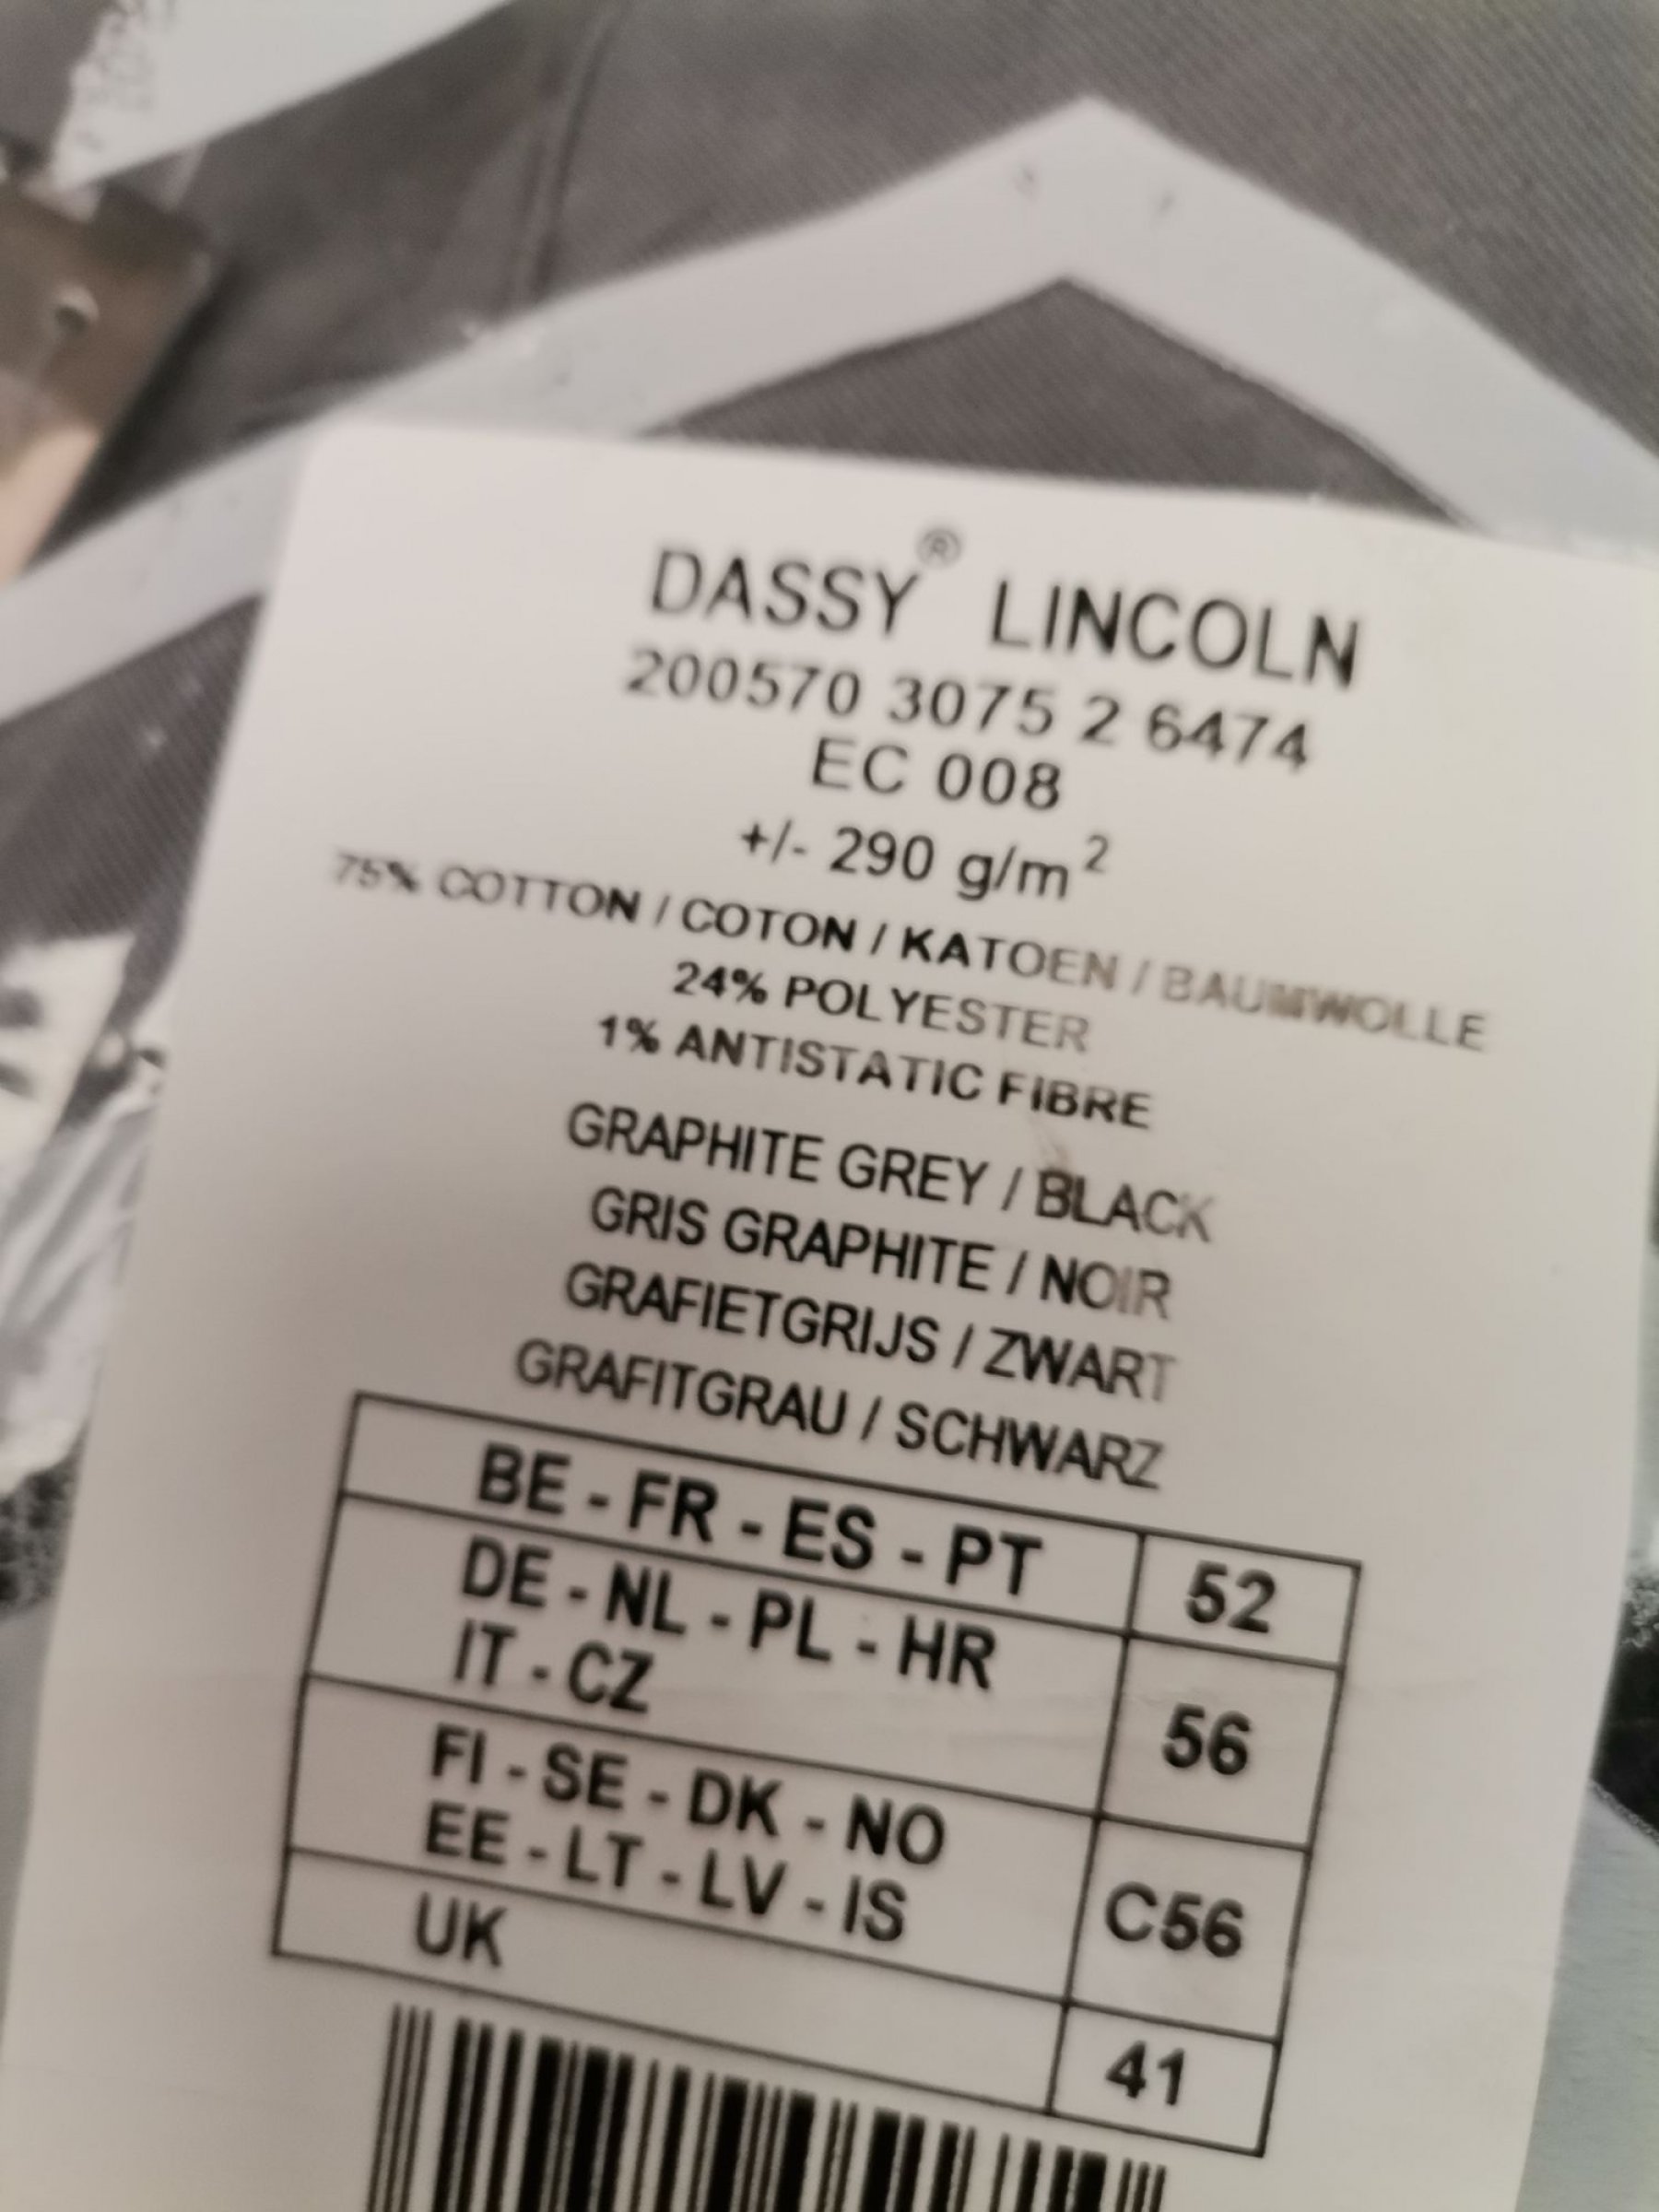 DASSY® LINCOLN
200570 3075 2 6474
EC 008
+/- 290 g/m²
75% COTTON / COTON / KATOEN / BAUMWOLLE
24% POLYESTER
1% ANTISTATIC FIBRE
GRAPHITE GREY / BLACK
GRIS GRAPHITE / NOIR
GRAFIETGRIJS / ZWART
GRAFITGRAU / SCHWARZ
BE - FR - ES - PT 52
DE - NL - PL - HR
IT - CZ 56
FI - SE - DK - NO
EE - LT - LV - IS C56
UK 41